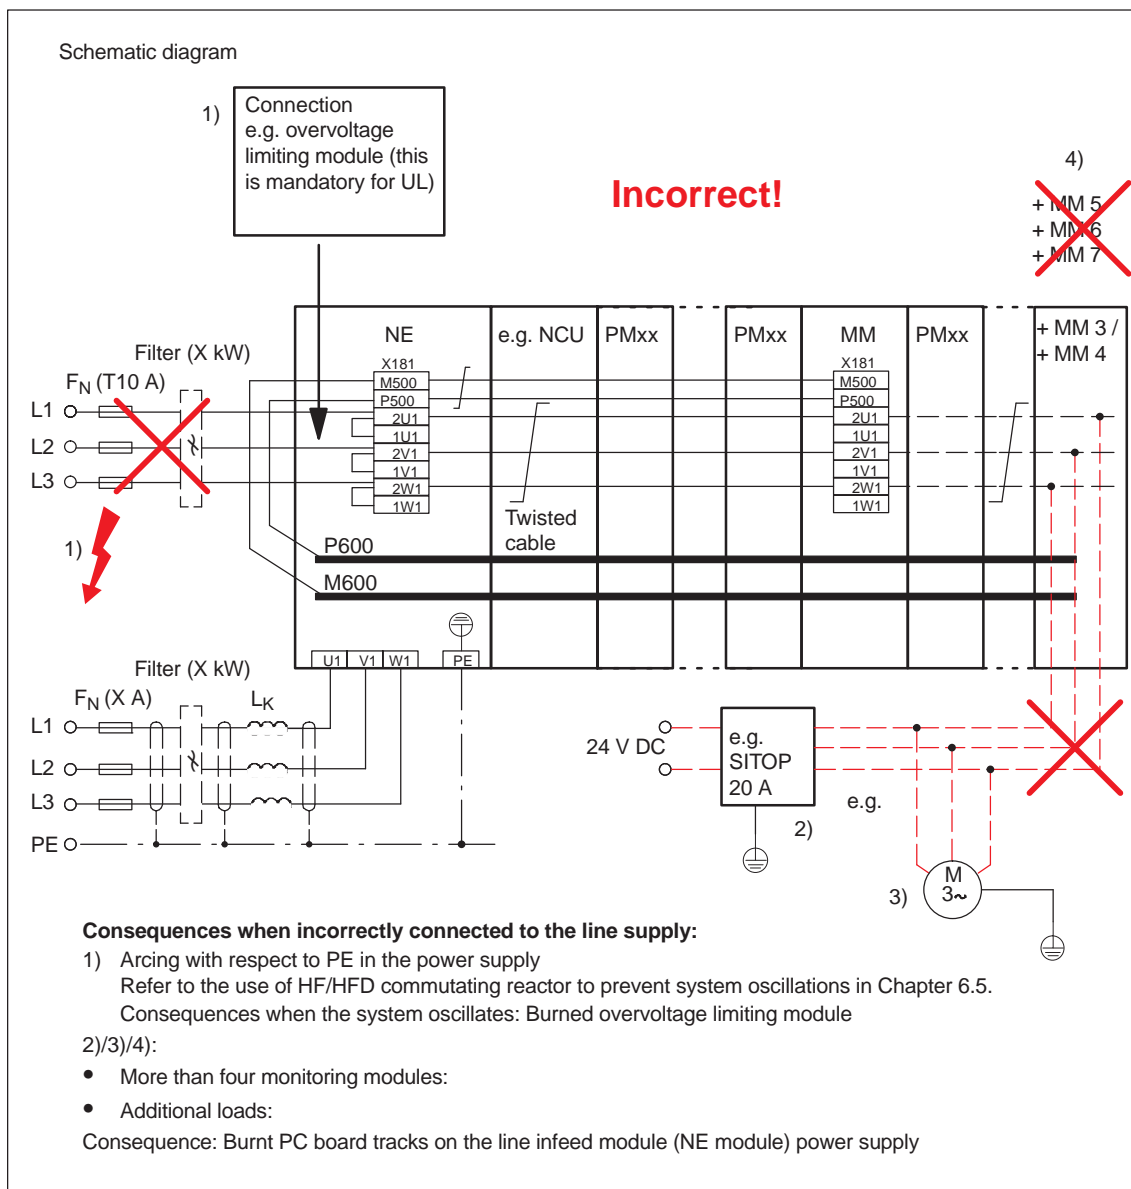 Schematic diagram
1)
Connection
e.g. overvoltage
limiting module (this
is mandatory for UL)
Incorrect!
4)
+ MM 5
+ MM 6
+ MM 7
NE
e.g. NCU
PMxx
PMxx
MM
PMxx
+ MM 3 /
+ MM 4
Filter (X kW)
FN (T10 A)
L1
L2
L3
1)
X181
M500
P500
2U1
1U1
2V1
1V1
2W1
1W1
X181
M500
P500
2U1
1U1
2V1
1V1
2W1
1W1
Twisted
cable
P600
M600
U1
V1
W1
PE
Filter (X kW)
FN (X A)
LK
L1
L2
L3
PE
24 V DC
e.g.
SITOP
20 A
2)
e.g.
3)
M
3~
Consequences when incorrectly connected to the line supply:
1) Arcing with respect to PE in the power supply
Refer to the use of HF/HFD commutating reactor to prevent system oscillations in Chapter 6.5.
Consequences when the system oscillates: Burned overvoltage limiting module
2)/3)/4):
• More than four monitoring modules:
• Additional loads:
Consequence: Burnt PC board tracks on the line infeed module (NE module) power supply